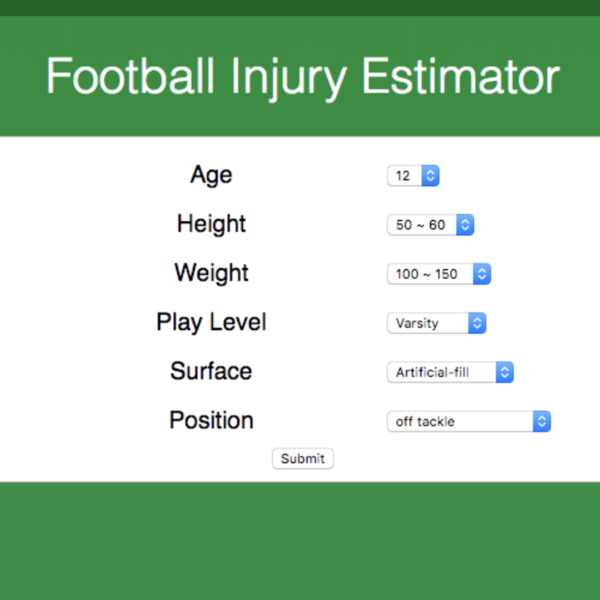 Football Injury Estimator
Age 12
Height 50 ~ 60
Weight 100 ~ 150
Play Level Varsity
Surface Artificial-fill
Position off tackle
Submit